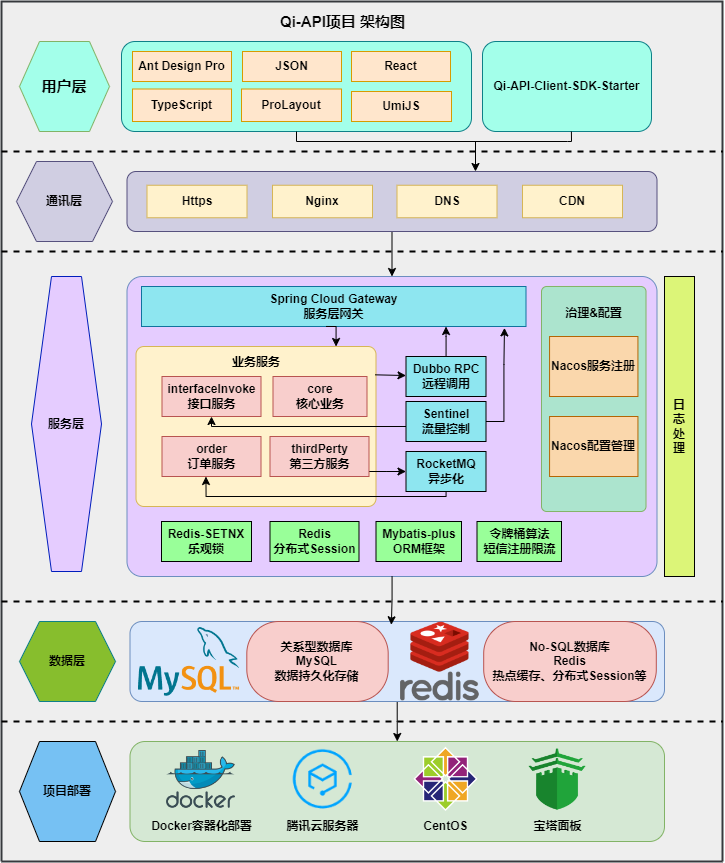 Qi-API项目 架构图
用户层
Ant Design Pro
JSON
React
TypeScript
ProLayout
UmiJS
Qi-API-Client-SDK-Starter
通讯层
Https
Nginx
DNS
CDN
服务层
Spring Cloud Gateway
服务层网关
业务服务
interfaceInvoke
接口服务
core
核心业务
order
订单服务
thirdPerty
第三方服务
Dubbo RPC
远程调用
Sentinel
流量控制
RocketMQ
异步化
治理&配置
Nacos服务注册
Nacos配置管理
日志处理
Redis-SETNX
乐观锁
Redis
分布式Session
Mybatis-plus
ORM框架
令牌桶算法
短信注册限流
数据层
MySQL
关系型数据库
MySQL
数据持久化存储
redis
No-SQL数据库
Redis
热点缓存、分布式Session等
项目部署
docker
Docker容器化部署
腾讯云服务器
CentOS
宝塔面板